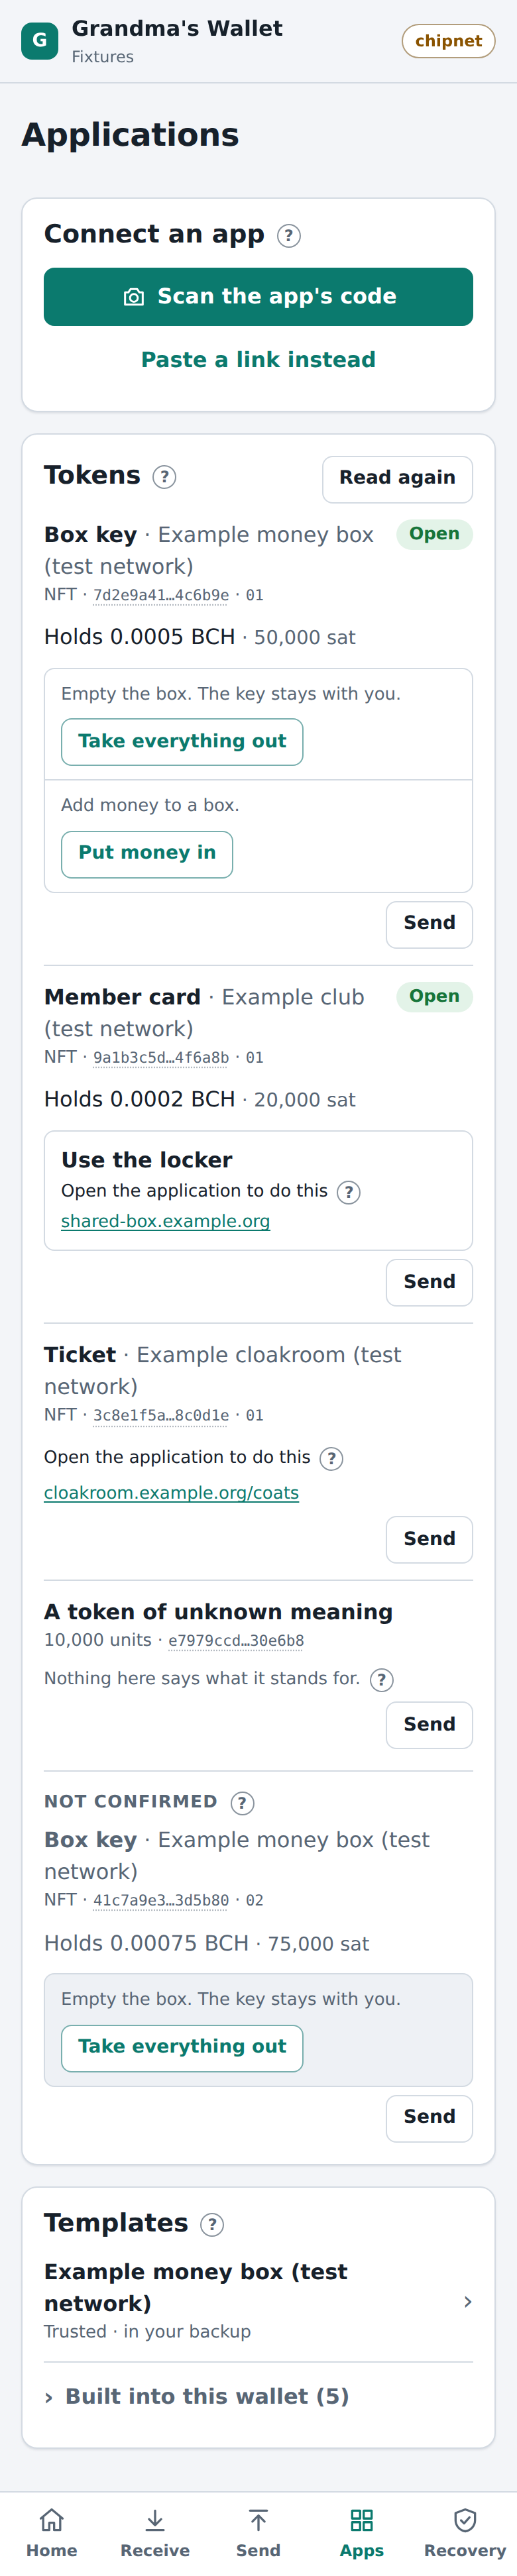 G
Grandma's Wallet
Fixtures
chipnet
Applications
Connect an app ?
Scan the app's code
Paste a link instead
Tokens ?
Read again
Box key · Example money box
(test network)
Open
NFT · 7d2e9a41…4c6b9e · 01
Holds 0.0005 BCH · 50,000 sat
Empty the box. The key stays with you.
Take everything out
Add money to a box.
Put money in
Send
Member card · Example club
(test network)
Open
NFT · 9a1b3c5d…4f6a8b · 01
Holds 0.0002 BCH · 20,000 sat
Use the locker
Open the application to do this ?
shared-box.example.org
Send
Ticket · Example cloakroom (test
network)
NFT · 3c8e1f5a…8c0d1e · 01
Open the application to do this ?
cloakroom.example.org/coats
Send
A token of unknown meaning
10,000 units · e7979ccd…30e6b8
Nothing here says what it stands for. ?
Send
NOT CONFIRMED ?
Box key · Example money box (test
network)
NFT · 41c7a9e3…3d5b80 · 02
Holds 0.00075 BCH · 75,000 sat
Empty the box. The key stays with you.
Take everything out
Send
Templates ?
Example money box (test
network)
Trusted · in your backup
›
› Built into this wallet (5)
Home
Receive
Send
Apps
Recovery